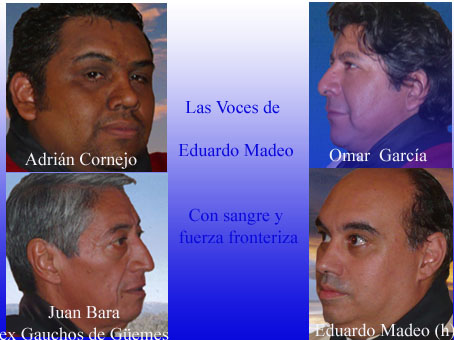 Adrián Cornejo
Las Voces de
Eduardo Madeo
Omar García
Con sangre y
fuerza fronteriza
Juan Bara
ex Gauchos de Güemes
Eduardo Madeo (h)